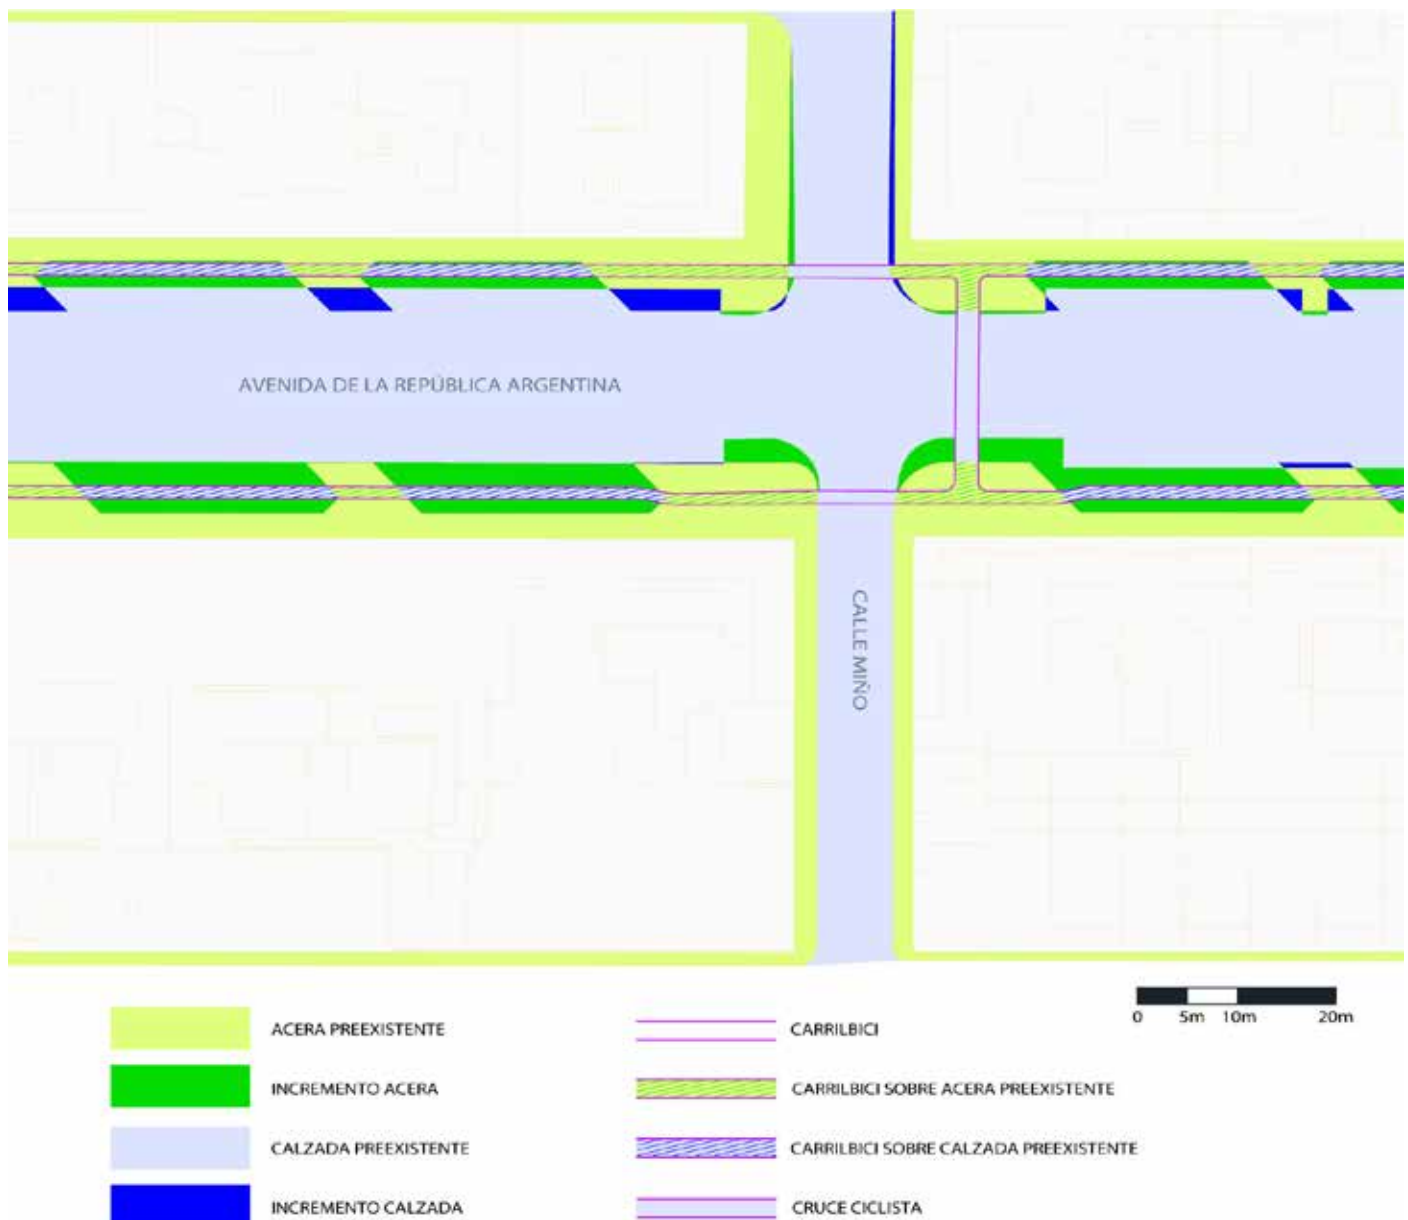 AVENIDA DE LA REPÚBLICA ARGENTINA
CALLE MIÑO
0 5m 10m 20m
ACERA PREEXISTENTE
INCREMENTO ACERA
CALZADA PREEXISTENTE
INCREMENTO CALZADA
CARRILBICI
CARRILBICI SOBRE ACERA PREEXISTENTE
CARRILBICI SOBRE CALZADA PREEXISTENTE
CRUCE CICLISTA